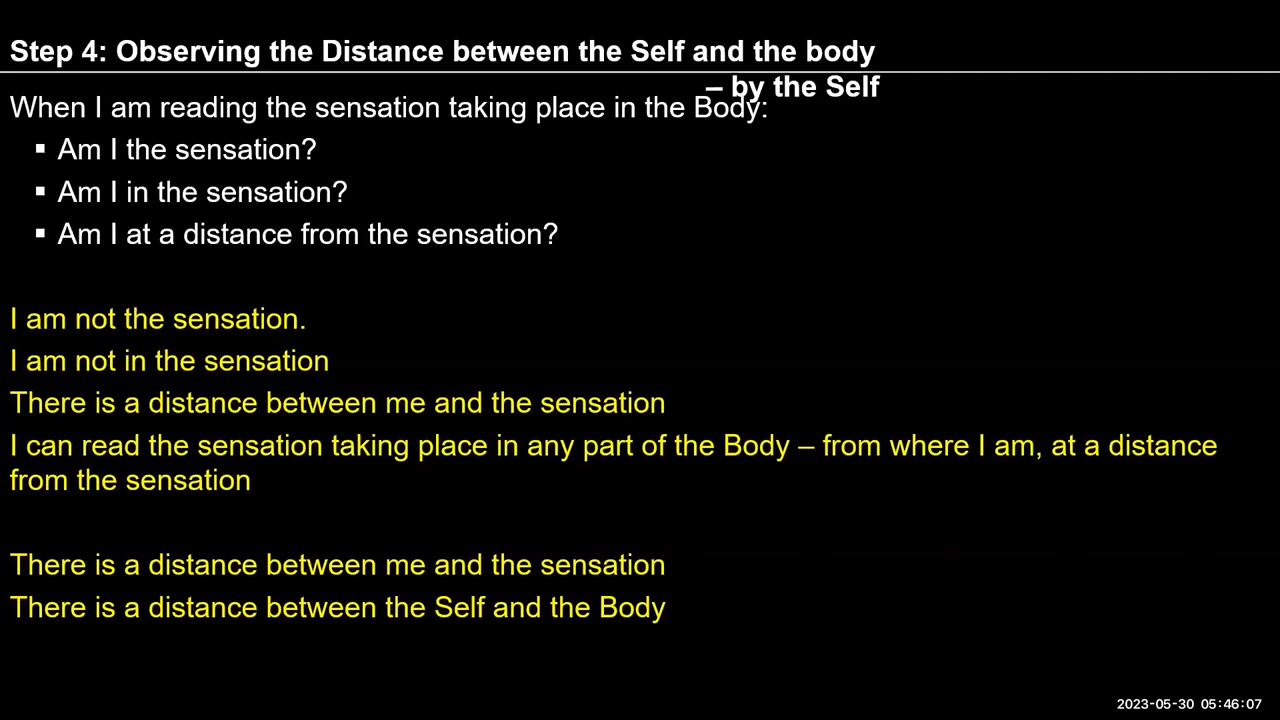 Step 4: Observing the Distance between the Self and the body
– by the Self
When I am reading the sensation taking place in the Body:
▪ Am I the sensation?
▪ Am I in the sensation?
▪ Am I at a distance from the sensation?
I am not the sensation.
I am not in the sensation
There is a distance between me and the sensation
I can read the sensation taking place in any part of the Body – from where I am, at a distance
from the sensation
There is a distance between me and the sensation
There is a distance between the Self and the Body
2023-05-30 05:46:07